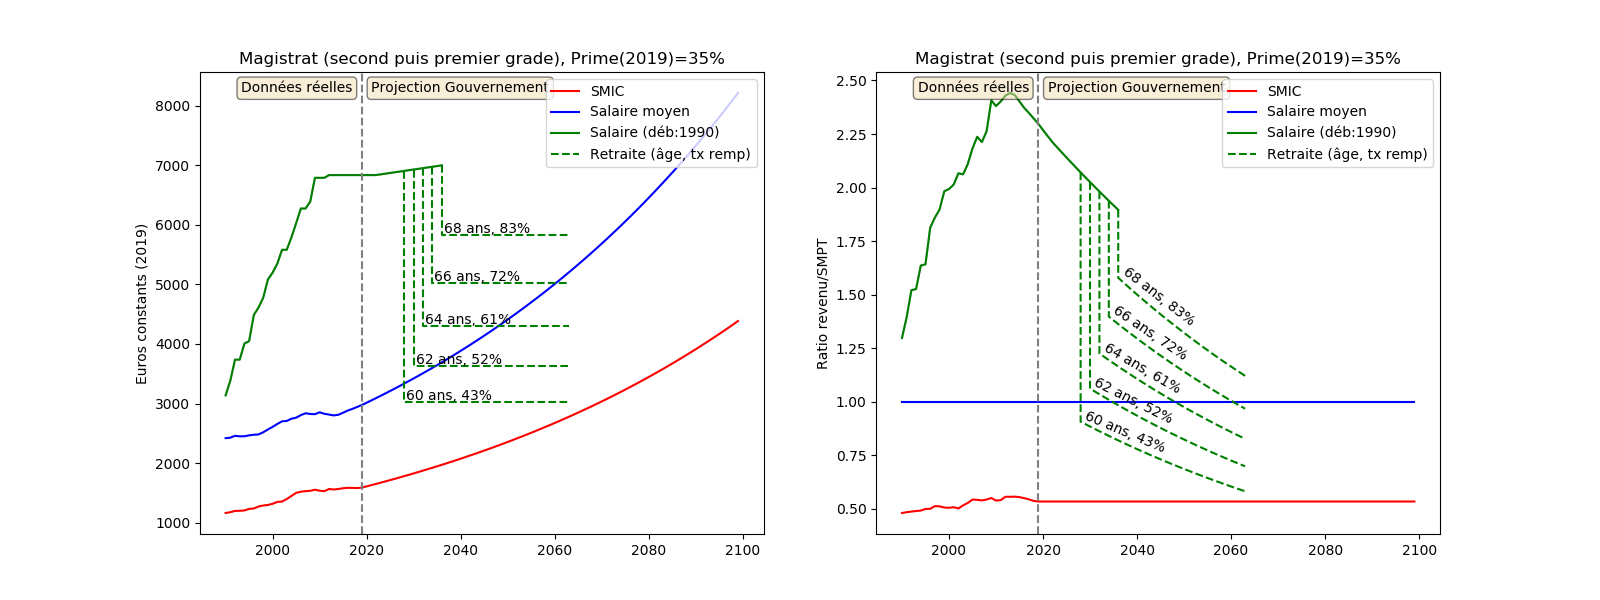 Magistrat (second puis premier grade), Prime(2019)=35%
Données réelles
Projection Gouvernement
SMIC
Salaire moyen
Salaire (déb:1990)
Retraite (âge, tx remp)
Euros constants (2019)
8000
7000
6000
5000
4000
3000
2000
1000
68 ans, 83%
66 ans, 72%
64 ans, 61%
62 ans, 52%
60 ans, 43%
2000 2020 2040 2060 2080 2100
Magistrat (second puis premier grade), Prime(2019)=35%
Données réelles
Projection Gouvernement
SMIC
Salaire moyen
Salaire (déb:1990)
Retraite (âge, tx remp)
Ratio revenu/SMPT
2.50
2.25
2.00
1.75
1.50
1.25
1.00
0.75
0.50
68 ans, 83%
66 ans, 72%
64 ans, 61%
62 ans, 52%
60 ans, 43%
2000 2020 2040 2060 2080 2100